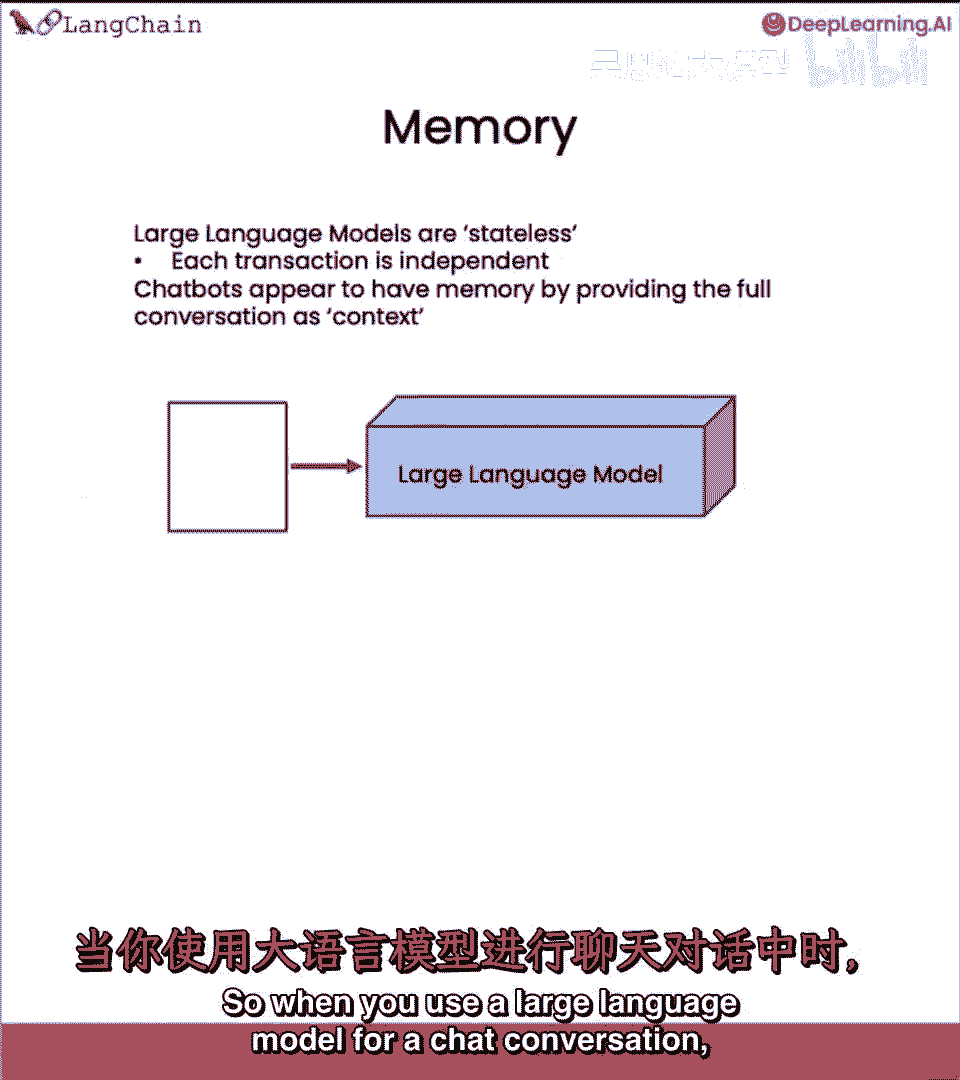 LangChain
DeepLearning.AI
bilibili
Memory
Large Language Models are ‘stateless’
• Each transaction is independent
Chatbots appear to have memory by providing the full
conversation as ‘context’
Large Language Model
当你使用大语言模型进行聊天对话中时,
So when you use a large language
model for a chat conversation,